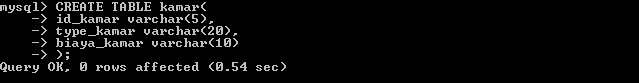 mysql> CREATE TABLE kamar(
    -> id_kamar varchar(5),
    -> type_kamar varchar(20),
    -> biaya_kamar varchar(10)
    -> );
Query OK, 0 rows affected (0.54 sec)